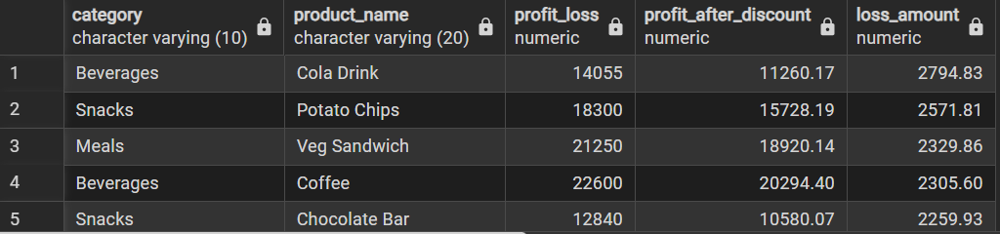 category product_name profit_loss profit_after_discount loss_amount
character varying (10) character varying (20) numeric numeric numeric
1 Beverages Cola Drink 14055 11260.17 2794.83
2 Snacks Potato Chips 18300 15728.19 2571.81
3 Meals Veg Sandwich 21250 18920.14 2329.86
4 Beverages Coffee 22600 20294.40 2305.60
5 Snacks Chocolate Bar 12840 10580.07 2259.93